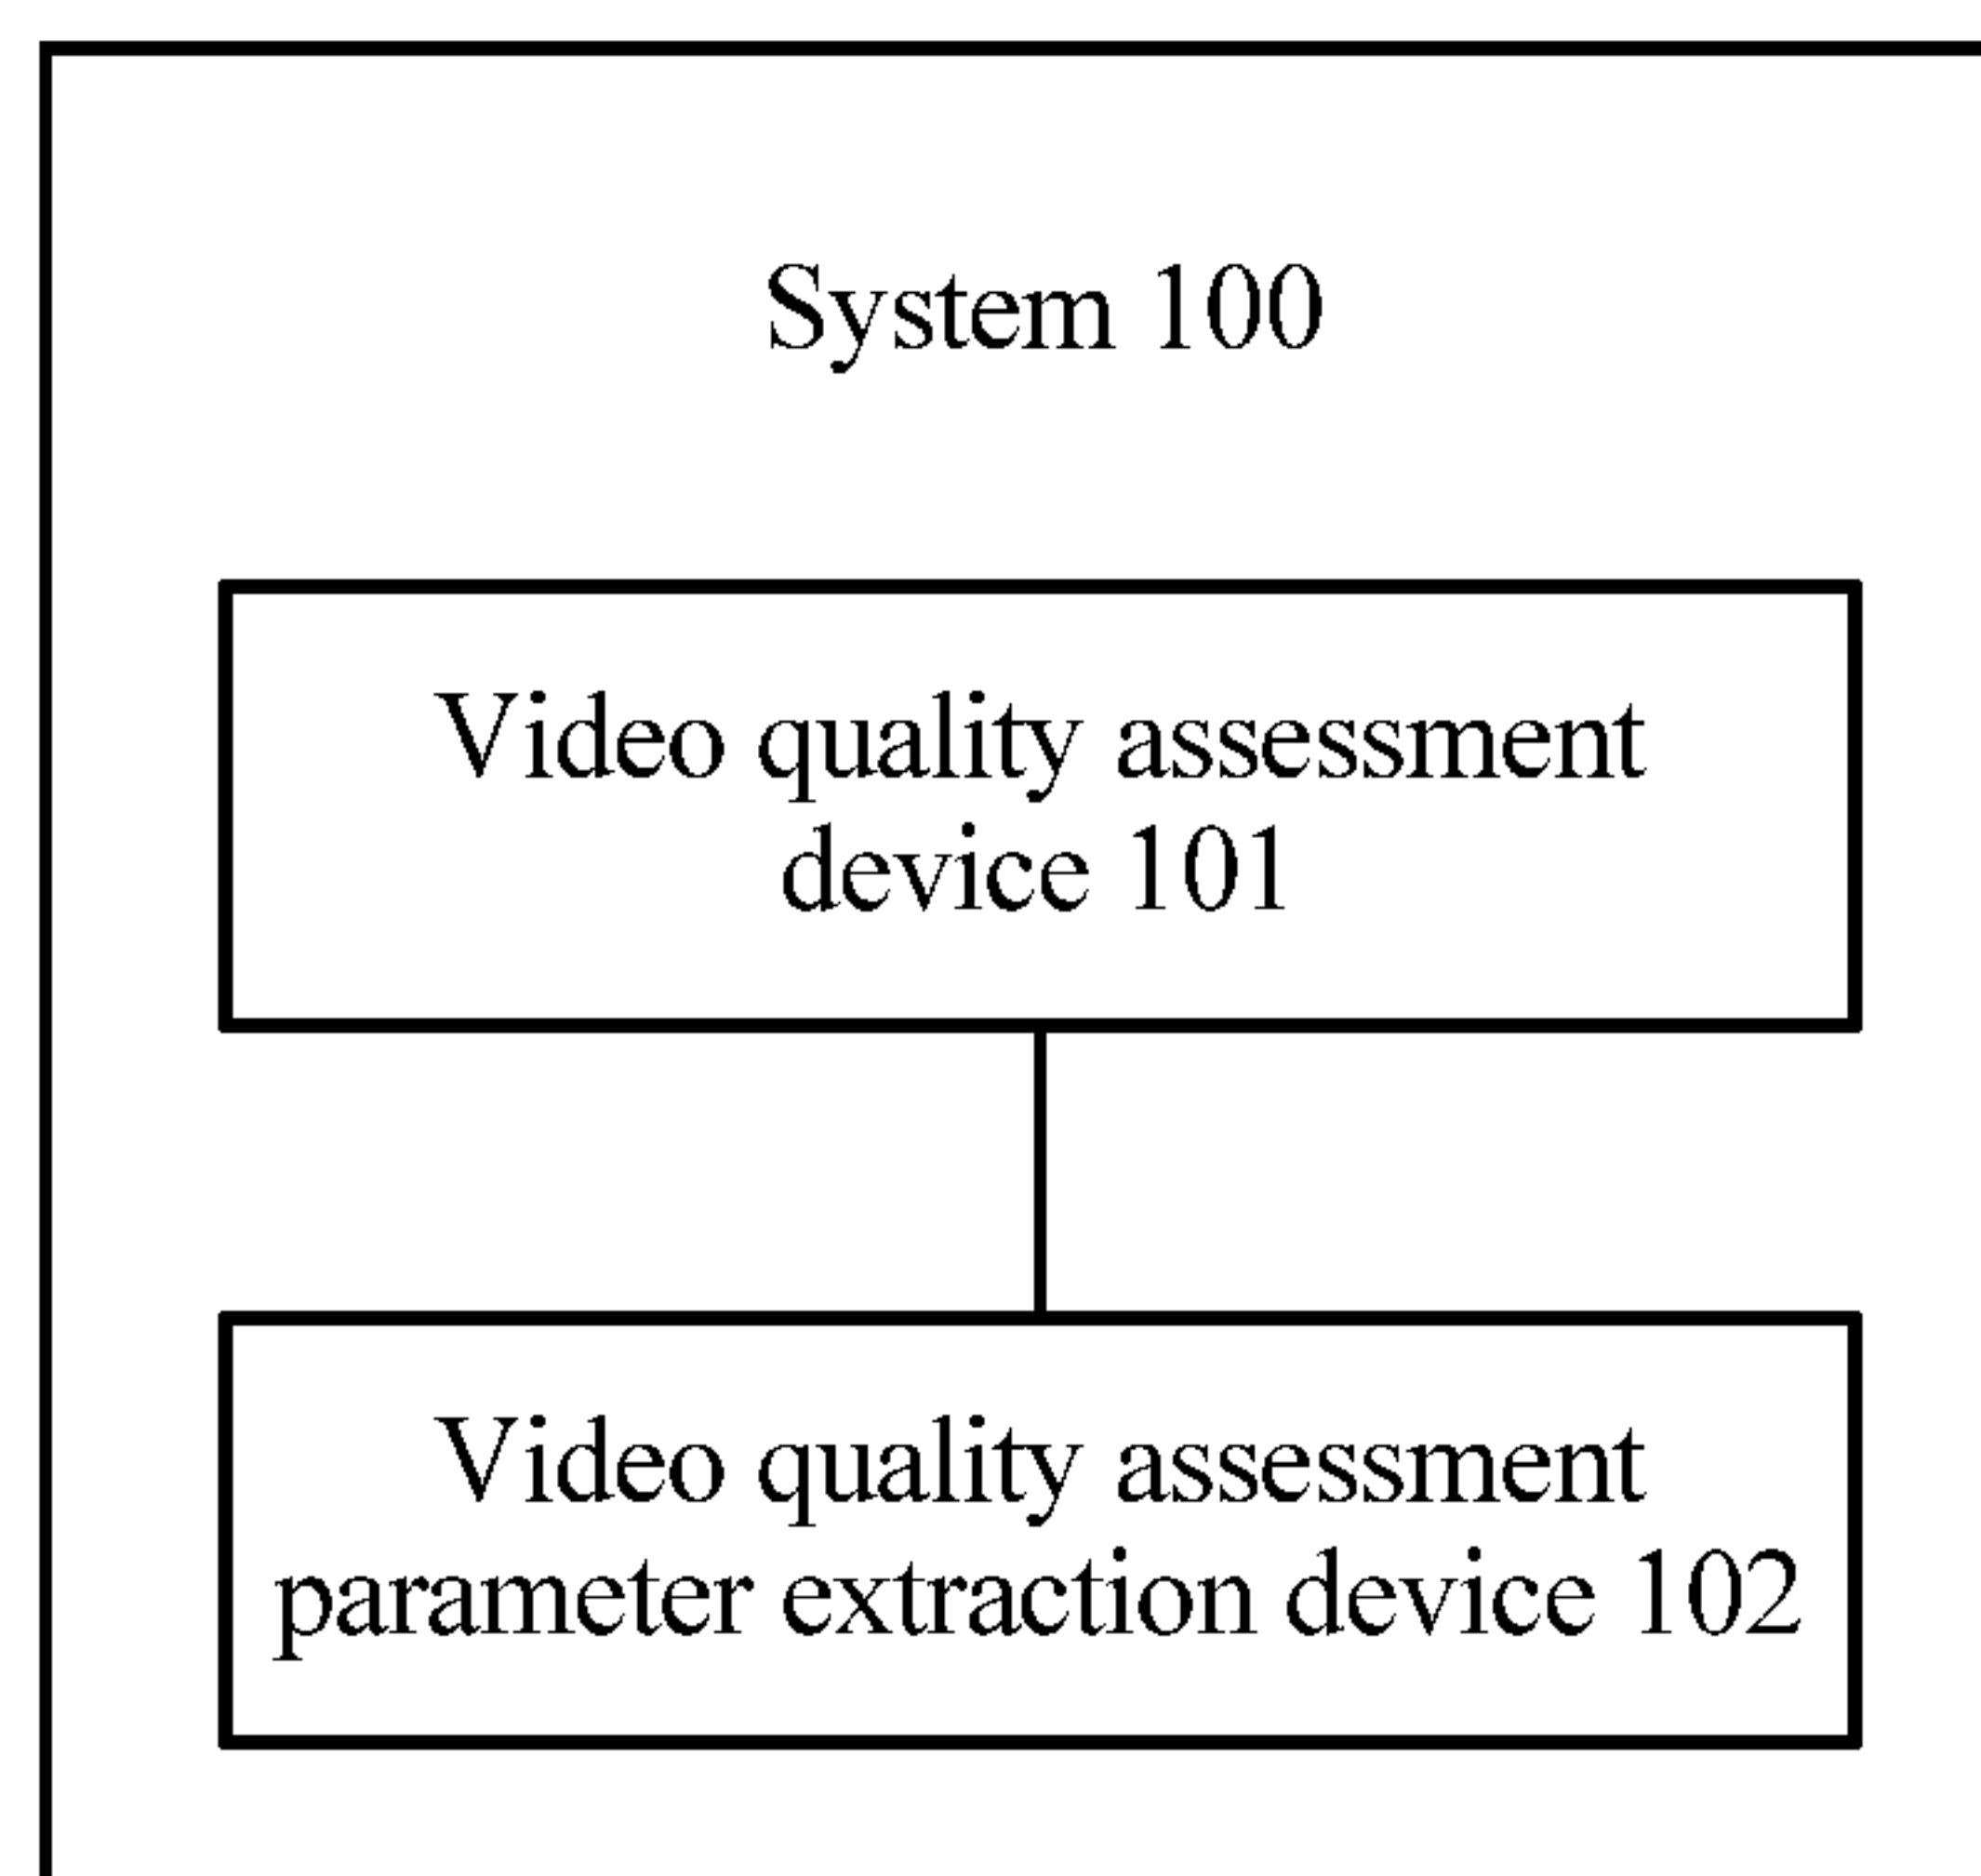 System 100
Video quality assessment
device 101
Video quality assessment
parameter extraction device 102